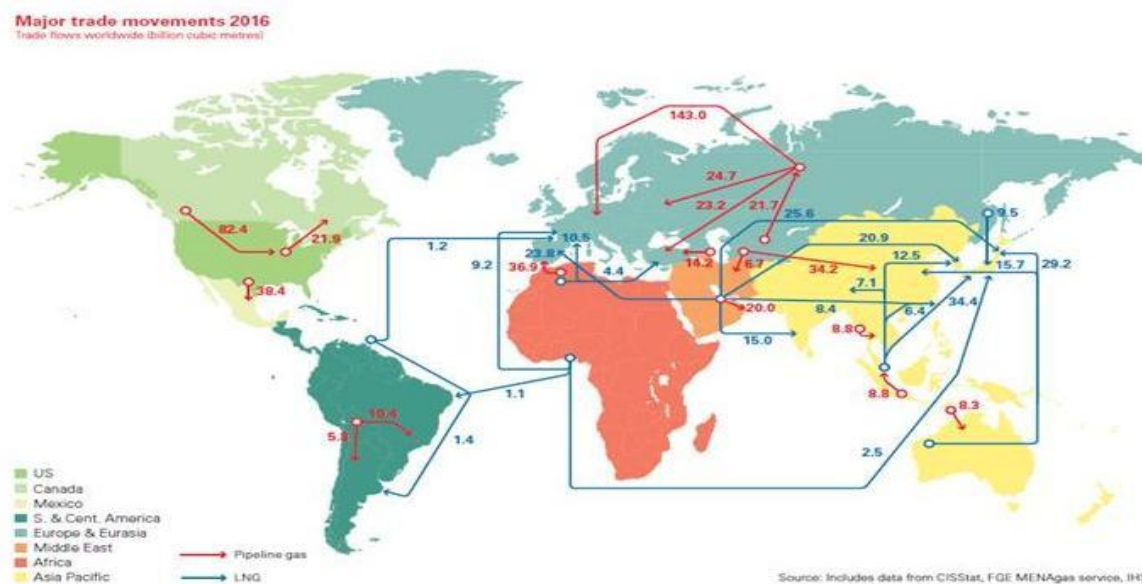 Major trade movements 2016
Trade flows worldwide (billion cubic metres)
143.0
24.7
23.2
21.7
25.6
9.5
82.4
21.9
1.2
10.5
20.9
23.8
12.5
15.7
29.2
9.2
36.9
4.4
14.2
6.7
34.2
7.1
38.4
20.0
8.4
6.4
34.4
15.0
8.8
8.8
8.3
1.1
10.4
1.4
2.5
US
Canada
Mexico
S. & Cent. America
Europe & Eurasia
Middle East
Pipeline gas
Africa
LNG
Asia Pacific
Source: Includes data from CISStat, FGE MENAgas service, IHS